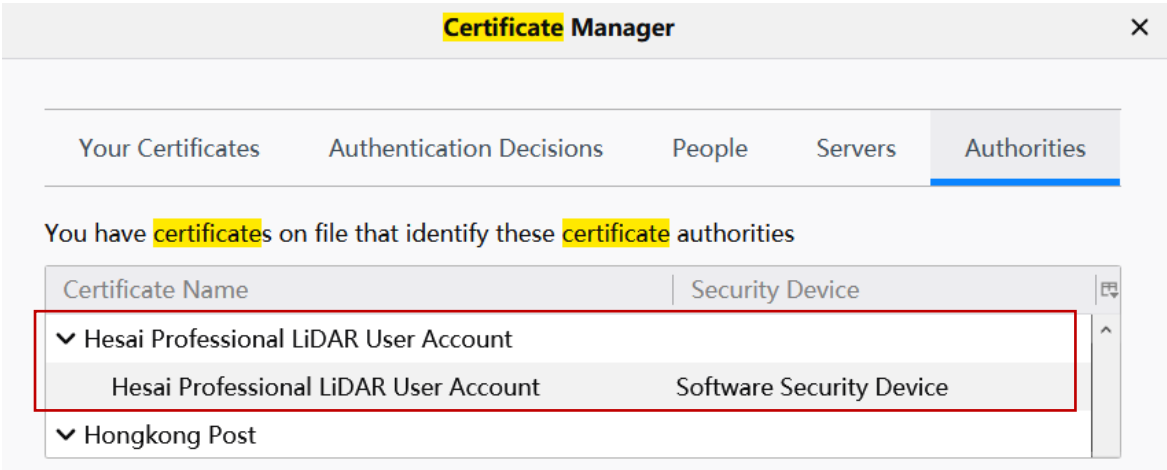 Certificate Manager
Your Certificates Authentication Decisions People Servers Authorities
You have certificates on file that identify these certificate authorities
Certificate Name Security Device
Hesai Professional LiDAR User Account
Hesai Professional LiDAR User Account Software Security Device
Hongkong Post